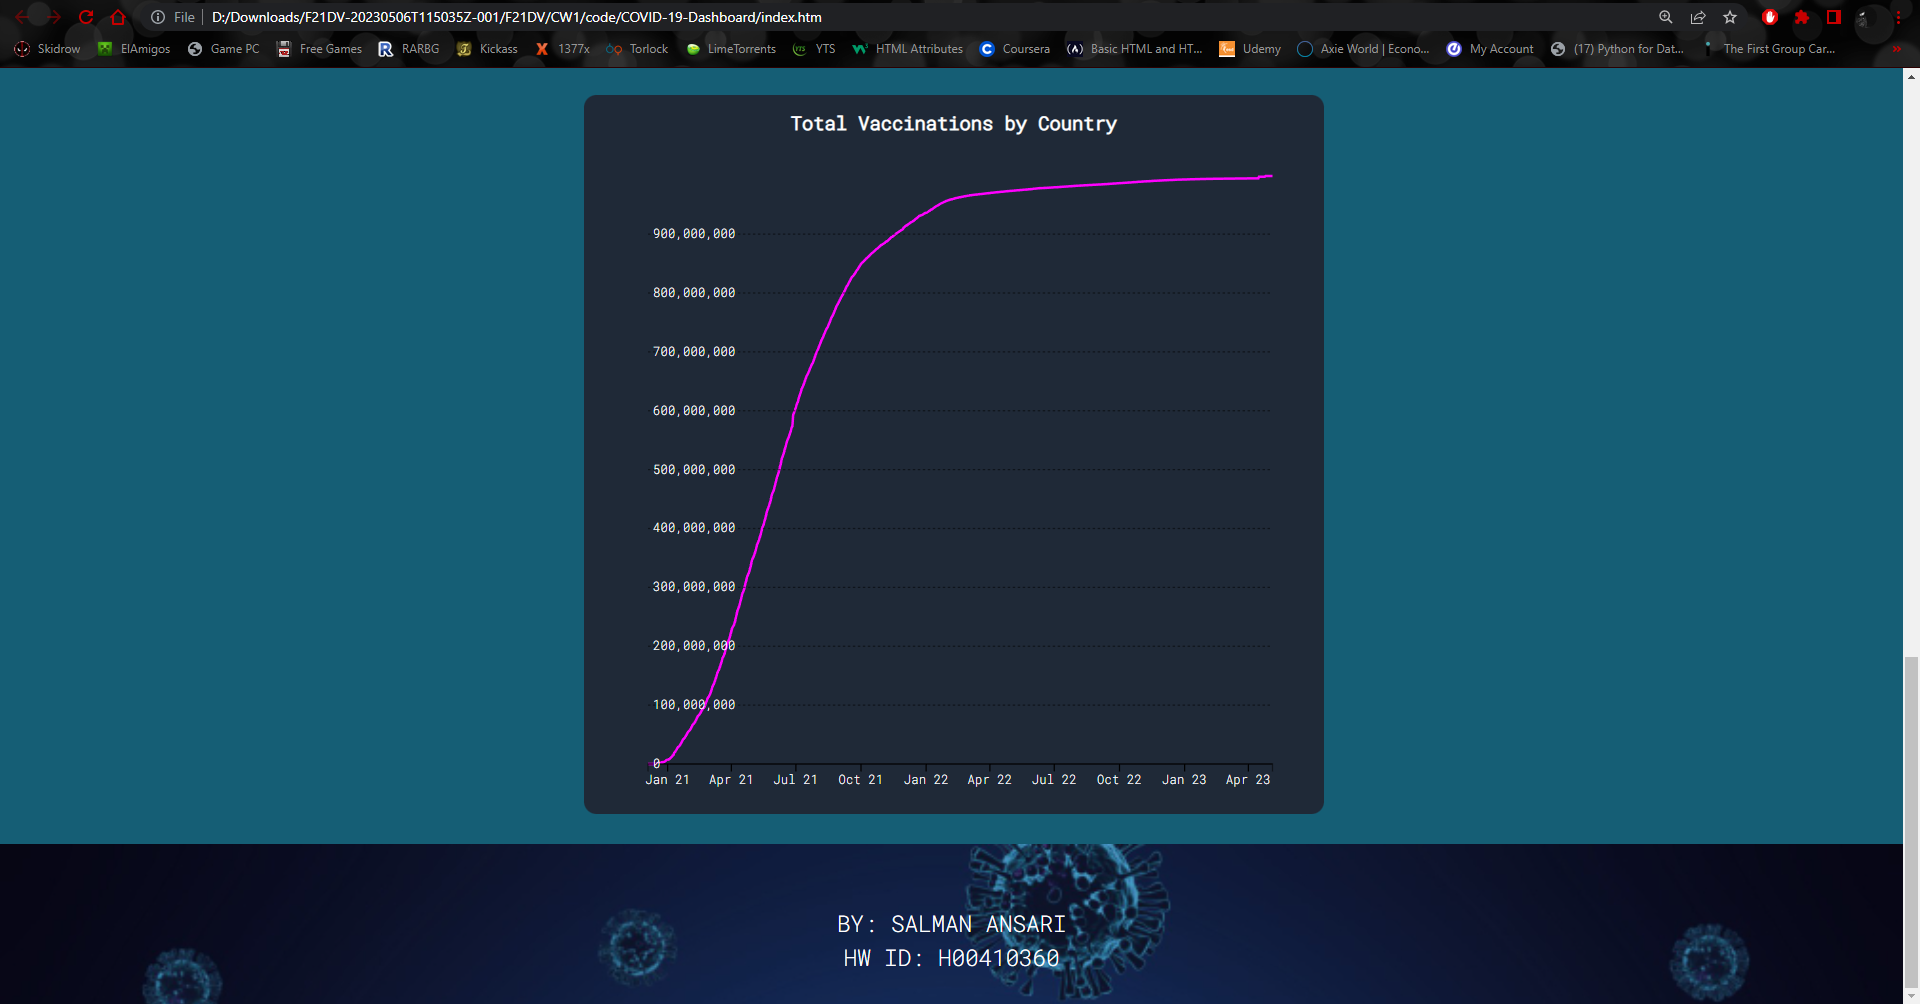 File D:/Downloads/F21DV-20230506T115035Z-001/F21DV/CW1/code/COVID-19-Dashboard/index.htm
Skidrow ElAmigos Game PC Free Games RARBG Kickass 1377x Torlock LimeTorrents YTS HTML Attributes Coursera Basic HTML and HT... Udemy Axie World | Econo... My Account (17) Python for Dat... The First Group Car...
Total Vaccinations by Country
900,000,000
800,000,000
700,000,000
600,000,000
500,000,000
400,000,000
300,000,000
200,000,000
100,000,000
0
Jan 21 Apr 21 Jul 21 Oct 21 Jan 22 Apr 22 Jul 22 Oct 22 Jan 23 Apr 23
BY: SALMAN ANSARI
HW ID: H00410360